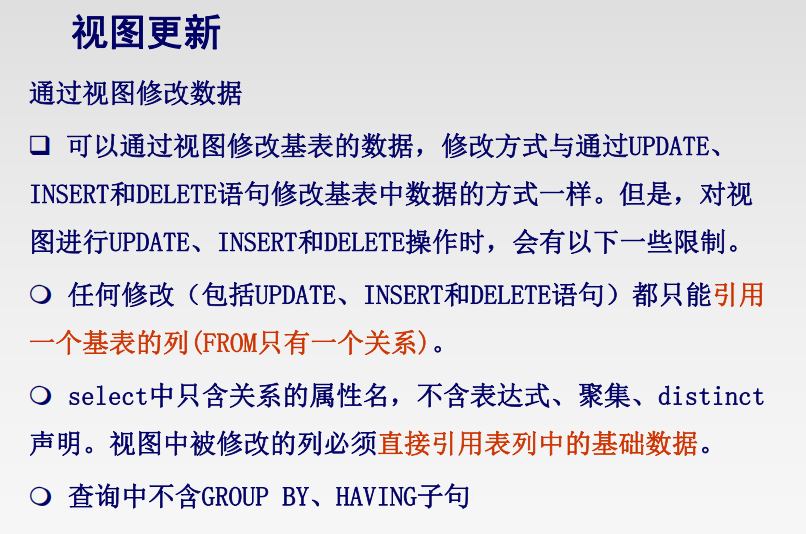 视图更新
通过视图修改数据
❑ 可以通过视图修改基表的数据，修改方式与通过UPDATE、
INSERT和DELETE语句修改基表中数据的方式一样。但是，对视
图进行UPDATE、INSERT和DELETE操作时，会有以下一些限制。
❍ 任何修改（包括UPDATE、INSERT和DELETE语句）都只能引用
一个基表的列(FROM只有一个关系)。
❍ select中只含关系的属性名，不含表达式、聚集、distinct
声明。视图中被修改的列必须直接引用表列中的基础数据。
❍ 查询中不含GROUP BY、HAVING子句